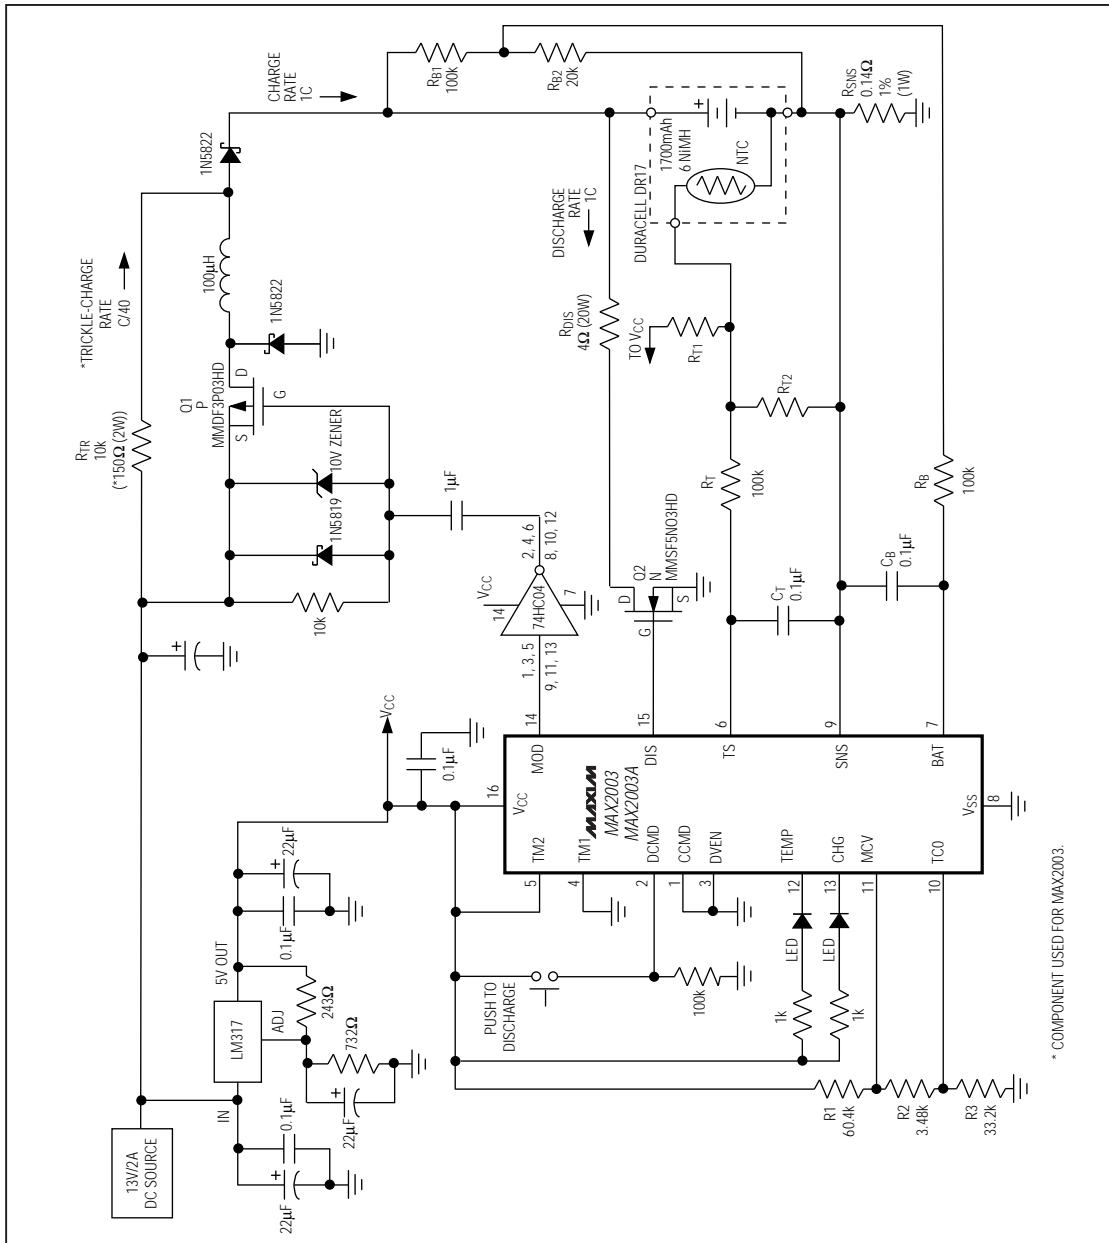 13V/2A
DC SOURCE
IN
LM317
5V OUT
ADJ
243Ω
732Ω
22µF
0.1µF
22µF
0.1µF
22µF
VCC
0.1µF
RTR
10k
(*150Ω (2W))
*TRICKLE-CHARGE
RATE
C/40
10k
1N5819
10V ZENER
Q1
P
MMDF3P03HD
S
D
G
1N5822
100µH
1N5822
CHARGE
RATE
1C
1µF
VCC
14
74HC04
7
1, 3, 5
9, 11, 13
2, 4, 6
8, 10, 12
RB1
100k
RB2
20k
DISCHARGE
RATE
1C
DURACELL DR17
1700mAh
6 NiMH
NTC
RSNS
0.14Ω
1%
(1W)
RDIS
4Ω (20W)
TO VCC
RT1
RT2
RT
100k
RB
100k
Q2
N
MMSF5NO3HD
D
G
S
CT
0.1µF
CB
0.1µF
14
15
6
9
7
MOD
DIS
TS
SNS
BAT
16
VCC
MAXIM
MAX2003
MAX2003A
VSS
8
TM2
TM1
DCMD
CCMD
DVEN
TEMP
CHG
MCV
TCO
5
4
2
1
3
12
13
11
10
PUSH TO
DISCHARGE
100k
LED
LED
1k
1k
R1
60.4k
R2
3.48k
R3
33.2k
* COMPONENT USED FOR MAX2003.